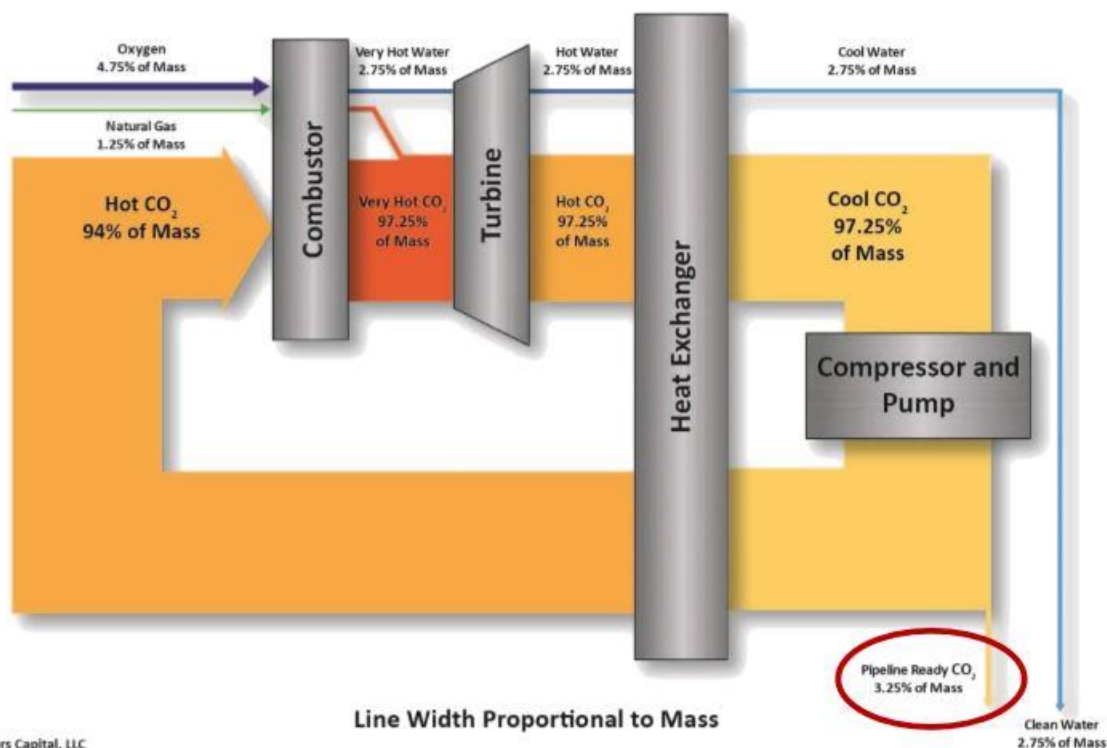 Oxygen
4.75% of Mass
Very Hot Water
2.75% of Mass
Hot Water
2.75% of Mass
Cool Water
2.75% of Mass
Natural Gas
1.25% of Mass
Hot CO₂
94% of Mass
Combustor
Very Hot CO₂
97.25%
of Mass
Turbine
Hot CO₂
97.25%
of Mass
Heat Exchanger
Cool CO₂
97.25%
of Mass
Compressor and
Pump
Pipeline Ready CO₂
3.25% of Mass
Line Width Proportional to Mass
Clean Water
2.75% of Mass
Capital, LLC